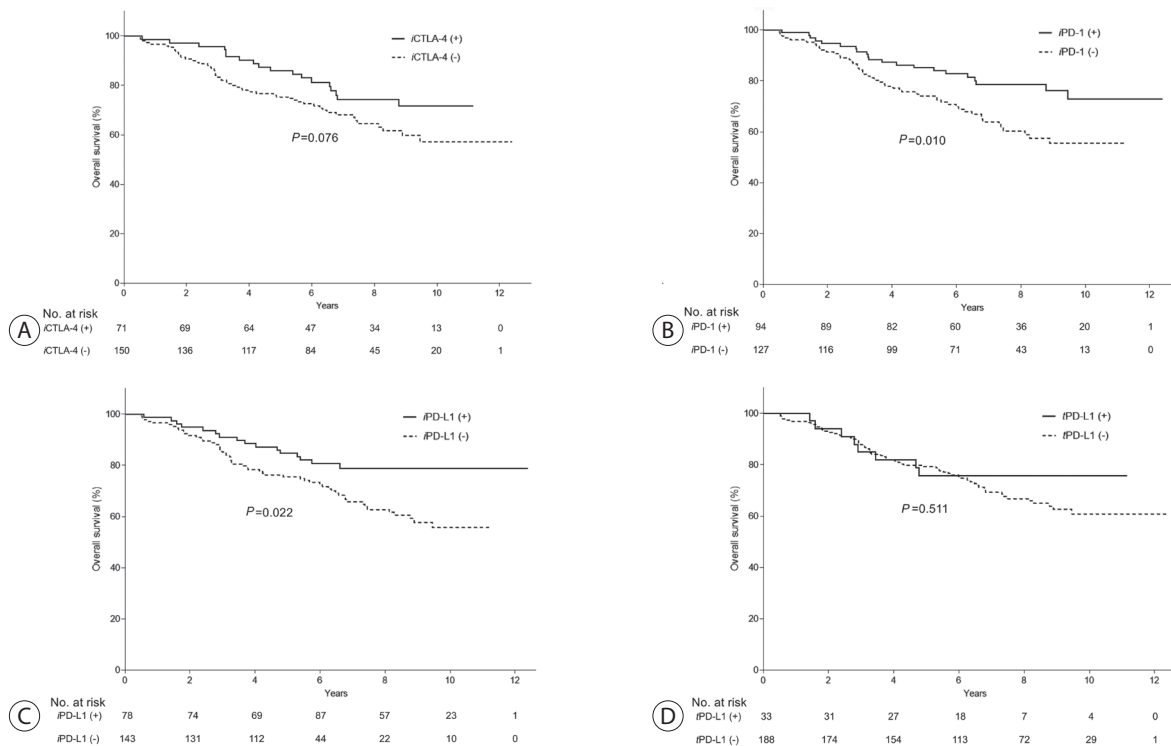 100
80
60
40
20
0
Overall survival (%)
iCTLA-4 (+)
iCTLA-4 (-)
P=0.076
0 2 4 6 8 10 12
Years
No. at risk
iCTLA-4 (+) 71 69 64 47 34 13 0
iCTLA-4 (-) 150 136 117 84 45 20 1
A
100
80
60
40
20
0
Overall survival (%)
iPD-1 (+)
iPD-1 (-)
P=0.010
0 2 4 6 8 10 12
Years
No. at risk
iPD-1 (+) 94 89 82 60 36 20 1
iPD-1 (-) 127 116 99 71 43 13 0
B
100
80
60
40
20
0
Overall survival (%)
iPD-L1 (+)
iPD-L1 (-)
P=0.022
0 2 4 6 8 10 12
Years
No. at risk
iPD-L1 (+) 78 74 69 87 57 23 1
iPD-L1 (-) 143 131 112 44 22 10 0
C
100
80
60
40
20
0
Overall survival (%)
tPD-L1 (+)
tPD-L1 (-)
P=0.511
0 2 4 6 8 10 12
Years
No. at risk
tPD-L1 (+) 33 31 27 18 7 4 0
tPD-L1 (-) 188 174 154 113 72 29 1
D